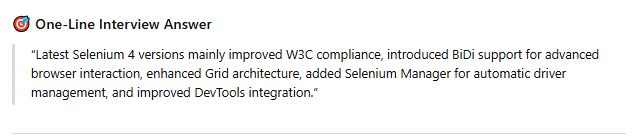 🎯 One-Line Interview Answer
“Latest Selenium 4 versions mainly improved W3C compliance, introduced BiDi support for advanced
browser interaction, enhanced Grid architecture, added Selenium Manager for automatic driver
management, and improved DevTools integration.”